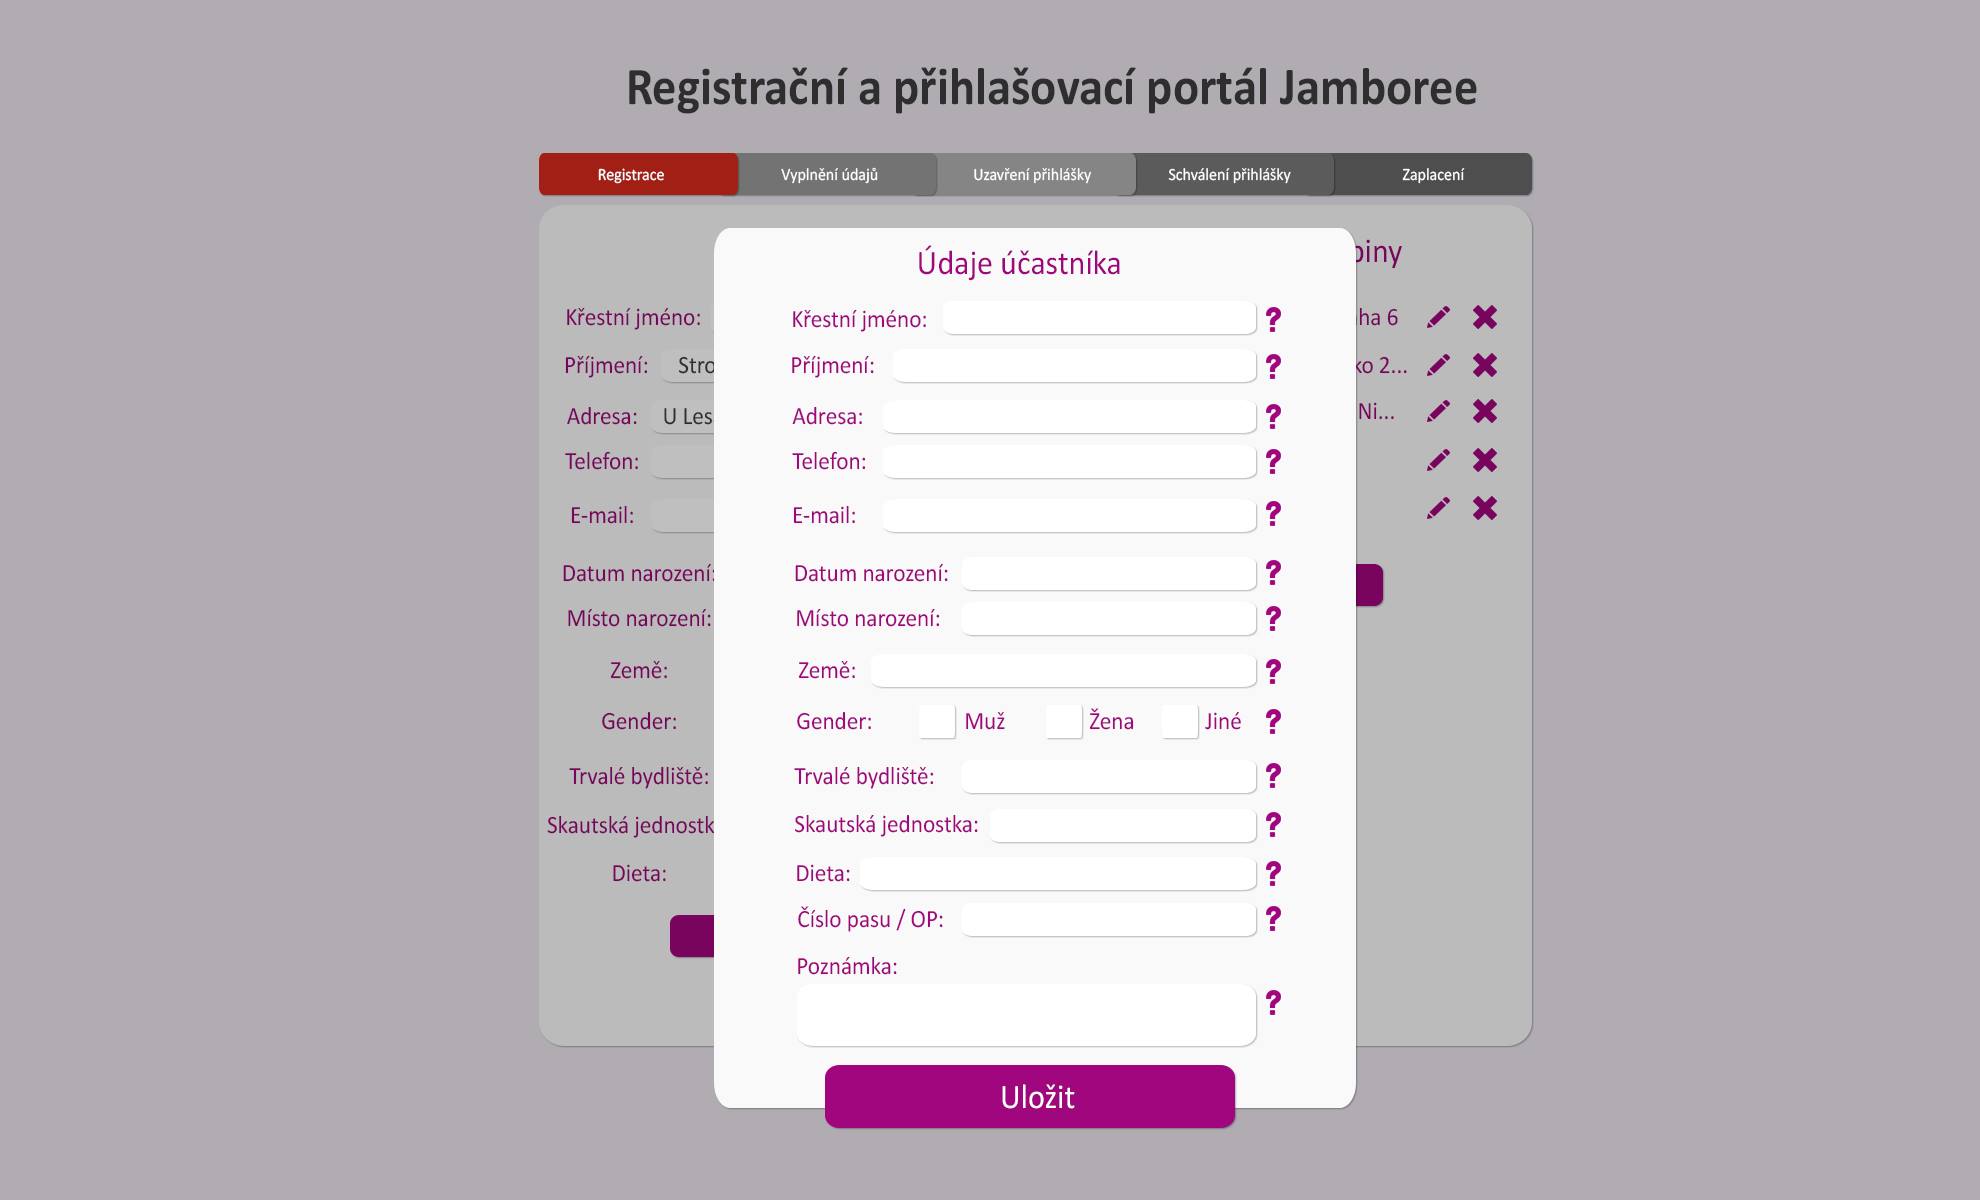 Registrační a přihlašovací portál Jamboree
Registrace
Vyplnění údajů
Uzavření přihlášky
Schválení přihlášky
Zaplacení
Údaje účastníka
Křestní jméno:
Příjmení:
Adresa:
Telefon:
E-mail:
Datum narození:
Místo narození:
Země:
Gender:
Trvalé bydliště:
Dieta:
Křestní jméno: ?
Příjmení: ?
Adresa: ?
Telefon: ?
E-mail: ?
Datum narození: ?
Místo narození: ?
Země: ?
Gender: Muž Žena Jiné ?
Trvalé bydliště: ?
Skautská jednostka: ?
Dieta: ?
Číslo pasu / OP: ?
Poznámka:
?
Uložit
Stro
U Les
Skautská jednostk
piny
ha 6
ko 2...
Ni...